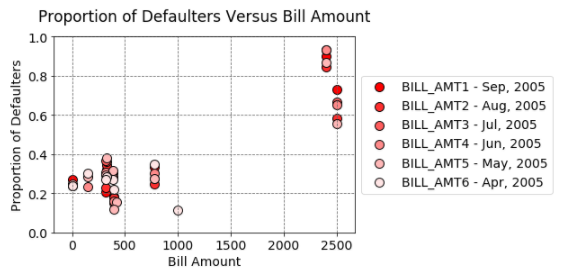 Proportion of Defaulters Versus Bill Amount
Proportion of Defaulters
1.0
0.8
0.6
0.4
0.2
0.0
0
500
1000
1500
2000
2500
Bill Amount
BILL_AMT1 - Sep, 2005
BILL_AMT2 - Aug, 2005
BILL_AMT3 - Jul, 2005
BILL_AMT4 - Jun, 2005
BILL_AMT5 - May, 2005
BILL_AMT6 - Apr, 2005